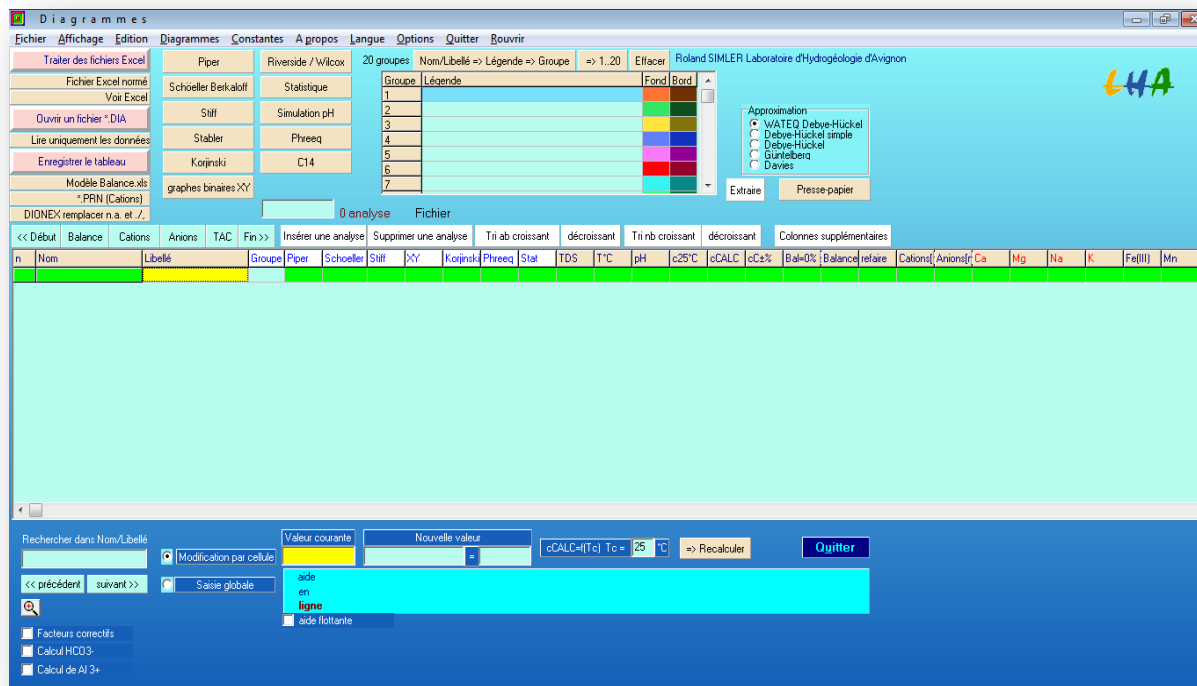 Diagrammes
Fichier Affichage Edition Diagrammes Constantes A propos Langue Options Quitter Rouvrir
Traiter des fichiers Excel
Fichier Excel normé
Voir Excel
Ouvrir un fichier *.DIA
Lire uniquement les données
Enregistrer le tableau
Modèle Balance.xls
*.PRN (Cations)
DIONEX remplacer n.a. et ./,
Piper
Schöeller Berkaloff
Stiff
Stabler
Korjinski
graphes binaires XY
Riverside / Wilcox
Statistique
Simulation pH
Phreeq
C14
20 groupes Nom/Libellé => Légende => Groupe => 1..20 Effacer Roland SIMLER Laboratoire d'Hydrogéologie d'Avignon
Groupe Légende Fond Bord
1
2
3
4
5
6
7
LHA
Approximation
WATEQ Debye-Hückel
Debye-Hückel simple
Debye-Hückel
Güntelberg
Davies
Extraire Presse-papier
0 analyse Fichier
<< Début Balance Cations Anions TAC Fin >> Insérer une analyse Supprimer une analyse Tri ab croissant décroissant Tri nb croissant décroissant Colonnes supplémentaires
n Nom Libellé Groupe Piper Schoeller Stiff XY Korjinski Phreeq Stat TDS T°C pH c25°C cCALC cC±% Bal=0% Balance refaire Cations[ Anions[ Ca Mg Na K Fe(III) Mn
Rechercher dans Nom/Libellé
<< précédent suivant >>
Modification par cellule
Saisie globale
Valeur courante Nouvelle valeur
=
cCALC=f(Tc) Tc = 25 °C => Recalculer Quitter
aide
en
ligne
aide flottante
Facteurs correctifs
Calcul HCO3-
Calcul de Al 3+